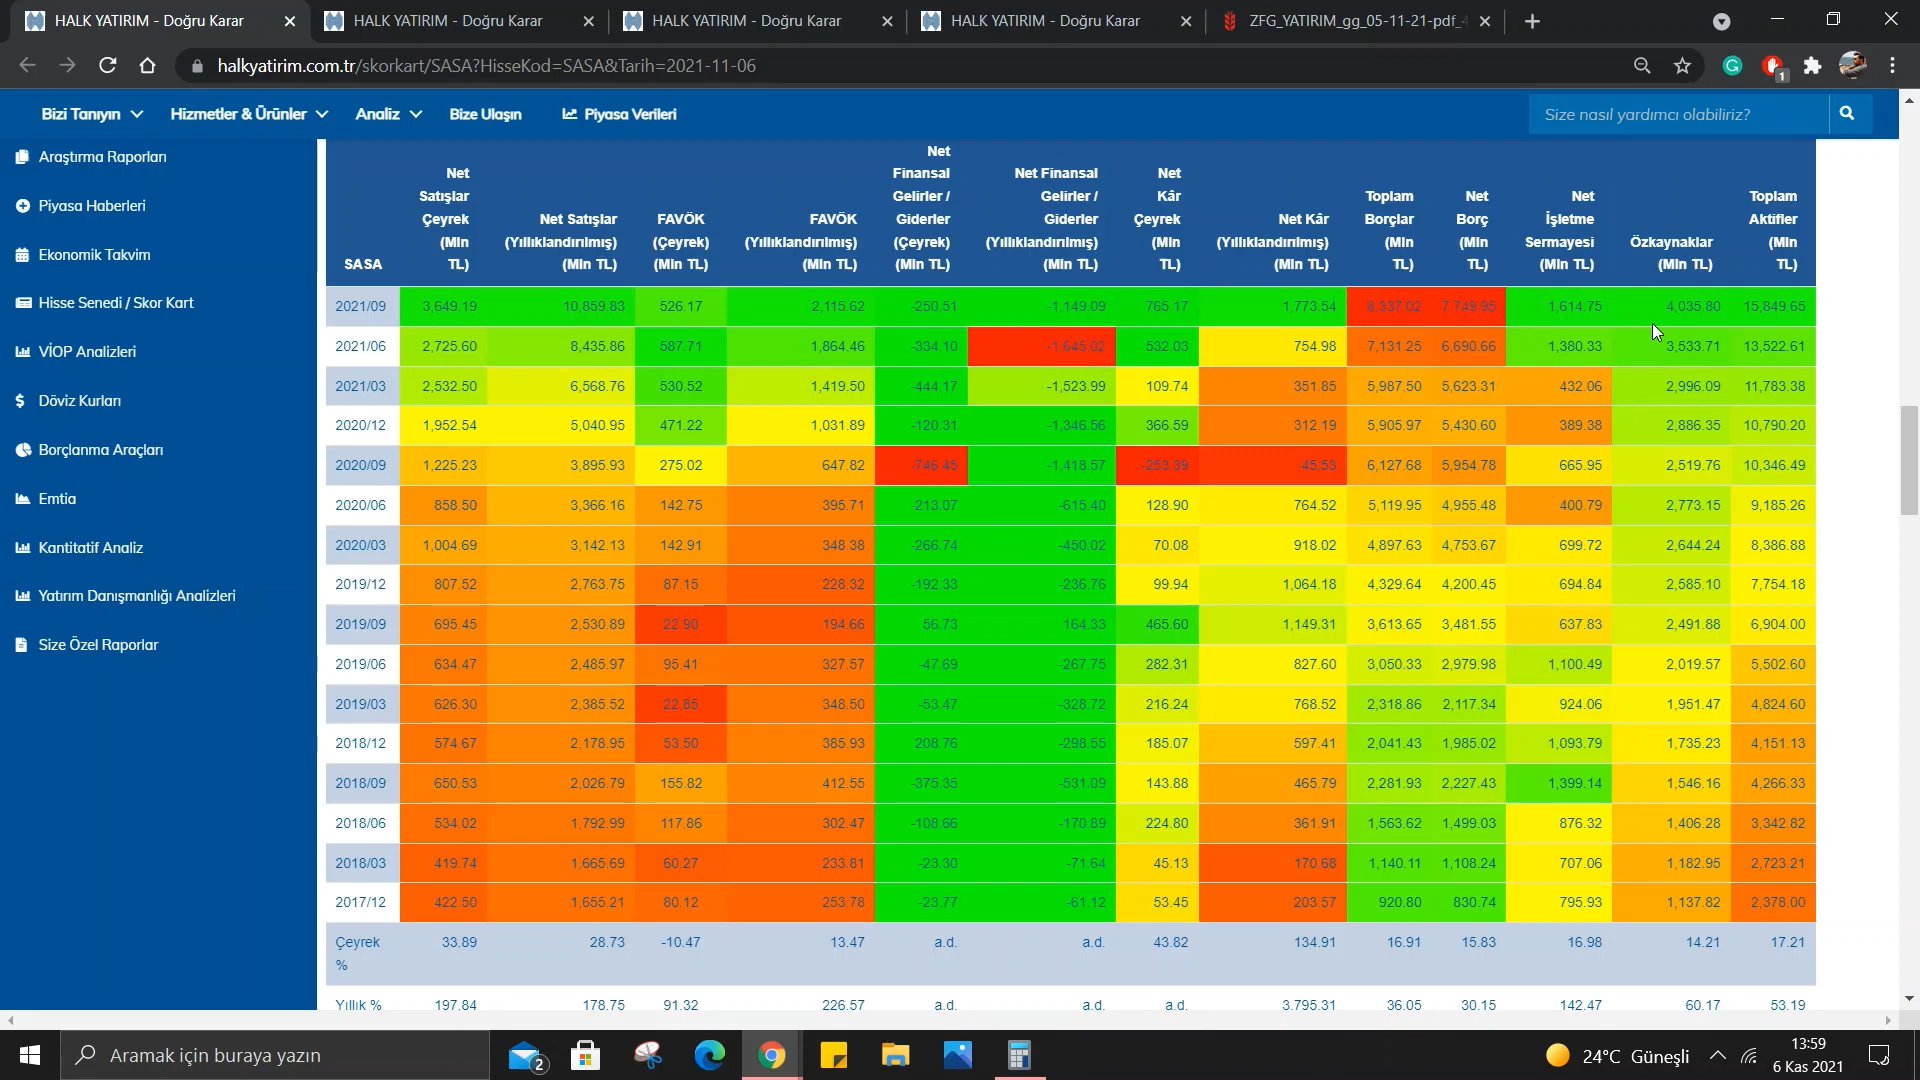 HALK YATIRIM - Doğru Karar
HALK YATIRIM - Doğru Karar
HALK YATIRIM - Doğru Karar
HALK YATIRIM - Doğru Karar
ZFG_YATIRIM_gg_05-11-21-pdf_4
halkyatirim.com.tr/skorkart/SASA?HisseKod=SASA&Tarih=2021-11-06
1
Bizi Tanıyın
Hizmetler & Ürünler
Analiz
Bize Ulaşın
Piyasa Verileri
Size nasıl yardımcı olabiliriz?
Araştırma Raporları
Piyasa Haberleri
Ekonomik Takvim
Hisse Senedi / Skor Kart
VİOP Analizleri
Döviz Kurları
Borçlanma Araçları
Emtia
Kantitatif Analiz
Yatırım Danışmanlığı Analizleri
Size Özel Raporlar
SASA
Net
Satışlar
Çeyrek
(Mln
TL)
Net Satışlar
(Yıllıklandırılmış)
(Mln TL)
FAVÖK
(Çeyrek)
(Mln TL)
FAVÖK
(Yıllıklandırılmış)
(Mln TL)
Net
Finansal
Gelirler /
Giderler
(Çeyrek)
(Mln TL)
Net Finansal
Gelirler /
Giderler
(Yıllıklandırılmış)
(Mln TL)
Net
Kâr
Çeyrek
(Mln
TL)
Net Kâr
(Yıllıklandırılmış)
(Mln TL)
Toplam
Borçlar
(Mln
TL)
Net
Borç
(Mln
TL)
Net
İşletme
Sermayesi
(Mln TL)
Özkaynaklar
(Mln TL)
Toplam
Aktifler
(Mln
TL)
2021/09 3,649.19 10,859.83 526.17 2,115.62 -250.51 -1,149.09 765.17 1,773.54 8,337.02 7,749.95 1,614.75 4,035.80 15,849.65
2021/06 2,725.60 8,435.86 587.71 1,864.46 -334.10 -1,645.02 532.03 754.98 7,131.25 6,690.66 1,380.33 3,533.71 13,522.61
2021/03 2,532.50 6,568.76 530.52 1,419.50 -444.17 -1,523.99 109.74 351.85 5,987.50 5,623.31 432.06 2,996.09 11,783.38
2020/12 1,952.54 5,040.95 471.22 1,031.89 -120.31 -1,346.56 366.59 312.19 5,905.97 5,430.60 389.38 2,886.35 10,790.20
2020/09 1,225.23 3,895.93 275.02 647.82 -746.45 -1,418.57 -253.39 45.53 6,127.68 5,954.78 665.95 2,519.76 10,346.49
2020/06 858.50 3,366.16 142.75 395.71 -213.07 -615.40 128.90 764.52 5,119.95 4,955.48 400.79 2,773.15 9,185.26
2020/03 1,004.69 3,142.13 142.91 348.38 -266.74 -450.02 70.08 918.02 4,897.63 4,753.67 699.72 2,644.24 8,386.88
2019/12 807.52 2,763.75 87.15 228.32 -192.33 -236.76 99.94 1,064.18 4,329.64 4,200.45 694.84 2,585.10 7,754.18
2019/09 695.45 2,530.89 22.90 194.66 56.73 164.33 465.60 1,149.31 3,613.65 3,481.55 637.83 2,491.88 6,904.00
2019/06 634.47 2,485.97 95.41 327.57 -47.69 -267.75 282.31 827.60 3,050.33 2,979.98 1,100.49 2,019.57 5,502.60
2019/03 626.30 2,385.52 22.85 348.50 -53.47 -328.72 216.24 768.52 2,318.86 2,117.34 924.06 1,951.47 4,824.60
2018/12 574.67 2,178.95 53.50 385.93 208.76 -298.55 185.07 597.41 2,041.43 1,985.02 1,093.79 1,735.23 4,151.13
2018/09 650.53 2,026.79 155.82 412.55 -375.35 -531.09 143.88 465.79 2,281.93 2,227.43 1,399.14 1,546.16 4,266.33
2018/06 534.02 1,792.99 117.86 302.47 -108.66 -170.89 224.80 361.91 1,563.62 1,499.03 876.32 1,406.28 3,342.82
2018/03 419.74 1,665.69 60.27 233.81 -23.30 -71.64 45.13 170.68 1,140.11 1,108.24 707.06 1,182.95 2,723.21
2017/12 422.50 1,655.21 80.12 253.78 -23.77 -61.12 53.45 203.57 920.80 830.74 795.93 1,137.82 2,378.00
Çeyrek 33.89 28.73 -10.47 13.47 a.d. a.d. 43.82 134.91 16.91 15.83 16.98 14.21 17.21
%
Yıllık % 197.84 178.75 91.32 226.57 a.d. a.d. a.d. 3.795.31 36.05 30.15 142.47 60.17 53.19
Aramak için buraya yazın
2
24°C Güneşli
13:59
6 Kas 2021